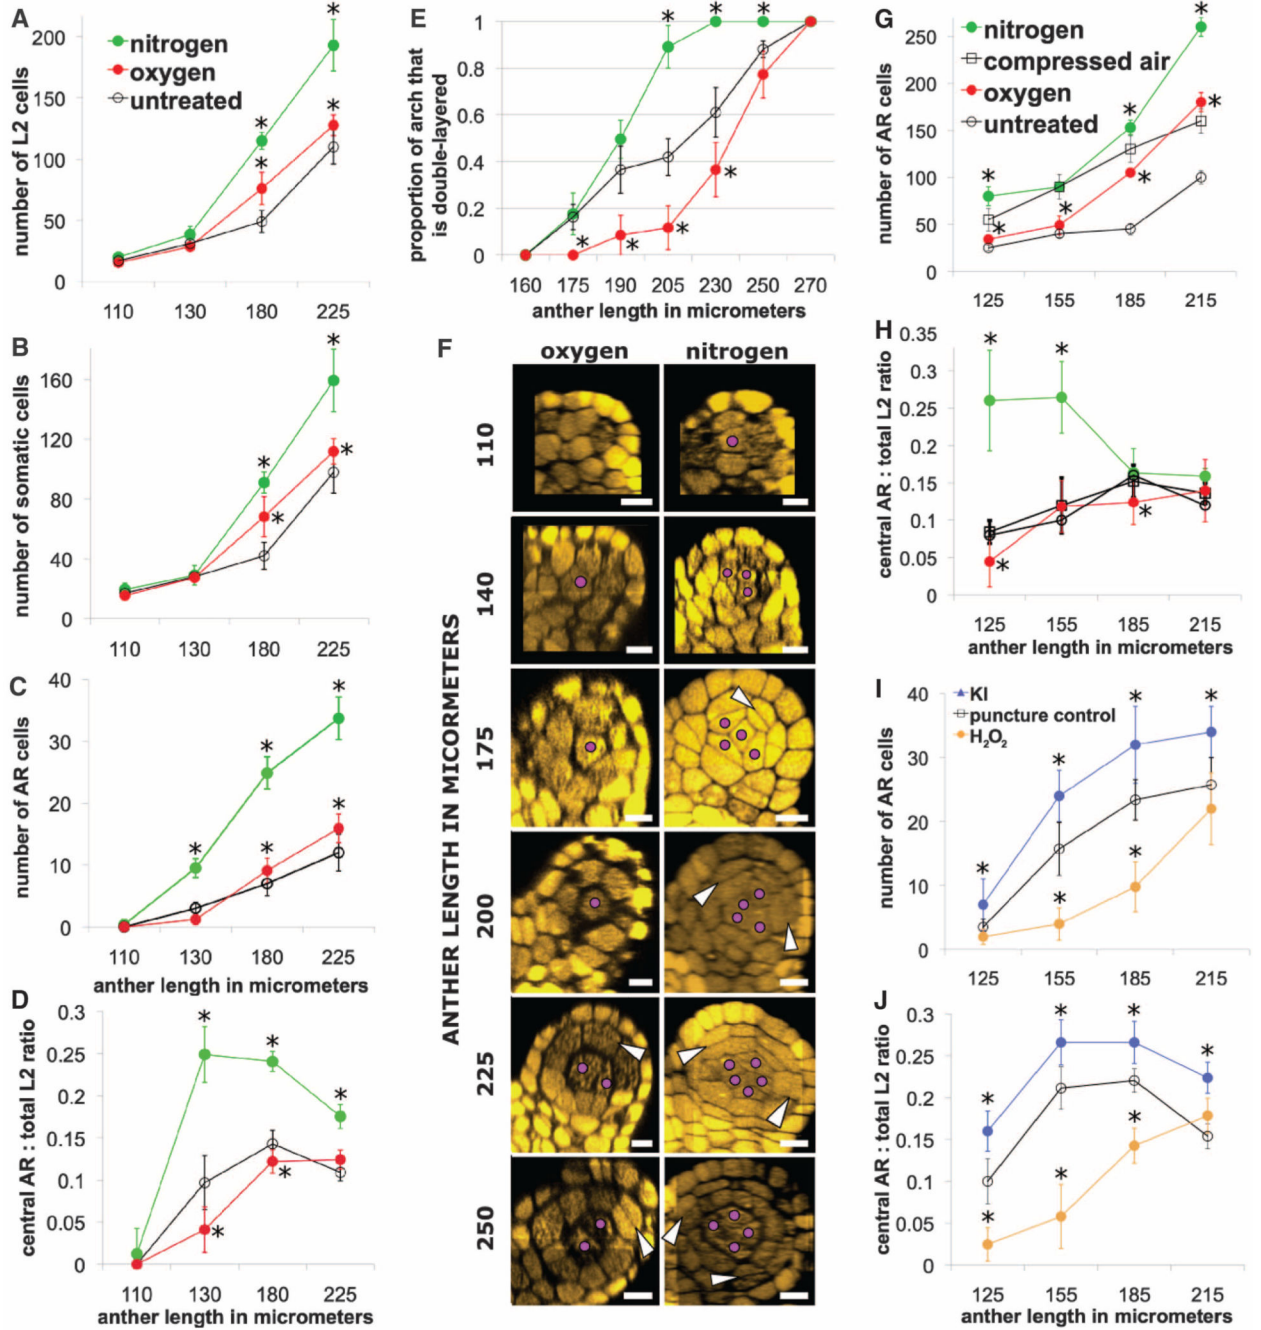 A
number of L2 cells
200
150
100
50
0
nitrogen
oxygen
untreated
*
*
*
*
110 130 180 225
B
number of somatic cells
160
120
80
40
0
*
*
*
*
110 130 180 225
C
number of AR cells
40
30
20
10
0
*
*
*
*
*
110 130 180 225
anther length in micrometers
D
central AR : total L2 ratio
0.3
0.25
0.2
0.15
0.1
0.05
0
*
*
*
*
*
110 130 180 225
anther length in micrometers
E
proportion of arch that
is double-layered
1
0.8
0.6
0.4
0.2
0
* * *
*
*
*
*
160 175 190 205 230 250 270
anther length in micrometers
F
oxygen nitrogen
ANTHER LENGTH IN MICORMETERS
110
140
175
200
225
250
G
number of AR cells
250
200
150
100
50
0
nitrogen
compressed air
oxygen
untreated
*
*
*
*
*
*
*
*
125 155 185 215
H
central AR : total L2 ratio
0.35
0.3
0.25
0.2
0.15
0.1
0.05
0
*
*
*
*
125 155 185 215
anther length in micrometers
I
number of AR cells
40
30
20
10
0
KI
puncture control
H₂O₂
*
*
*
*
*
*
125 155 185 215
J
central AR : total L2 ratio
0.3
0.25
0.2
0.15
0.1
0.05
0
*
*
*
*
*
*
*
125 155 185 215
anther length in micrometers